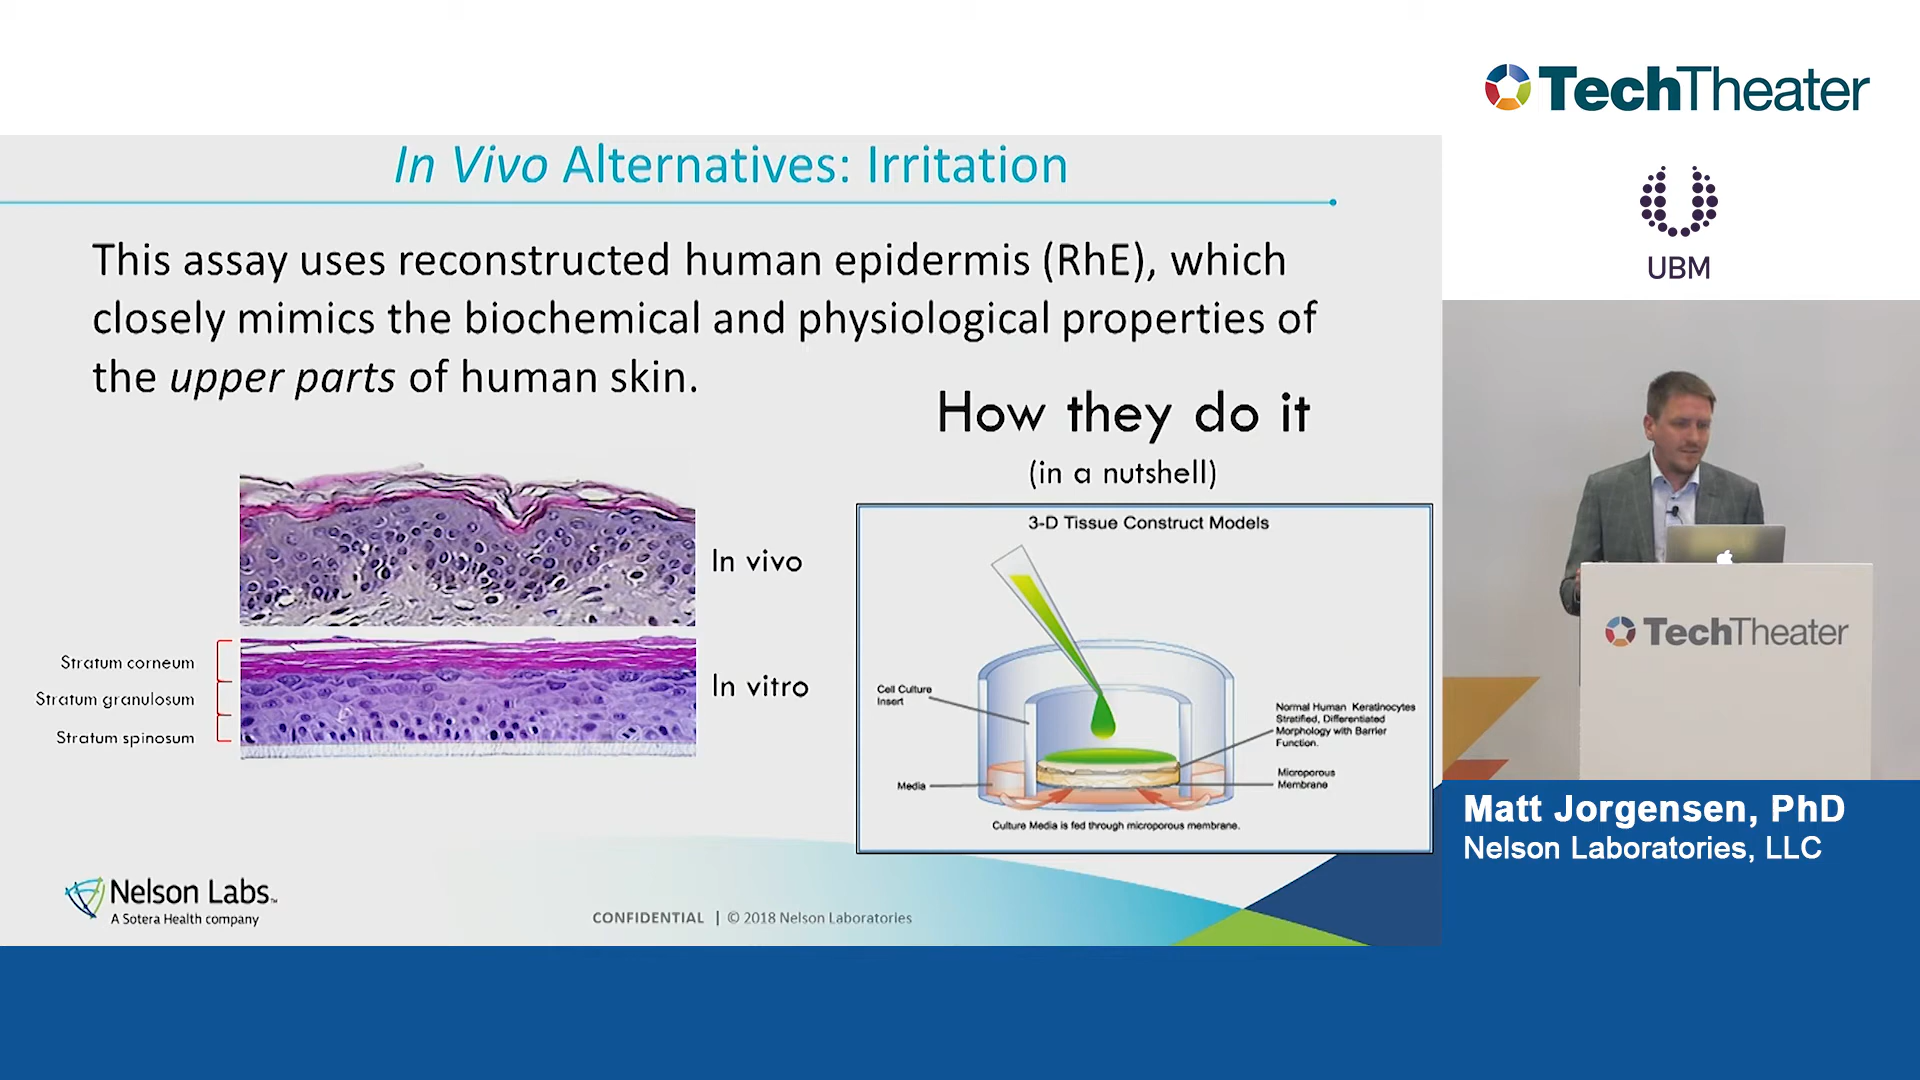 TechTheater
UBM
In Vivo Alternatives: Irritation
This assay uses reconstructed human epidermis (RhE), which
closely mimics the biochemical and physiological properties of
the upper parts of human skin.
How they do it
(in a nutshell)
In vivo
In vitro
Stratum corneum
Stratum granulosum
Stratum spinosum
3-D Tissue Construct Models
Cell Culture
Insert
Media
Normal Human Keratinocytes
Stratified, Differentiated
Morphology with Barrier
Function.
Microporous
Membrane
Culture Media is fed through microporous membrane.
Nelson Labs™
A Sotera Health company
CONFIDENTIAL | © 2018 Nelson Laboratories
TechTheater
Matt Jorgensen, PhD
Nelson Laboratories, LLC